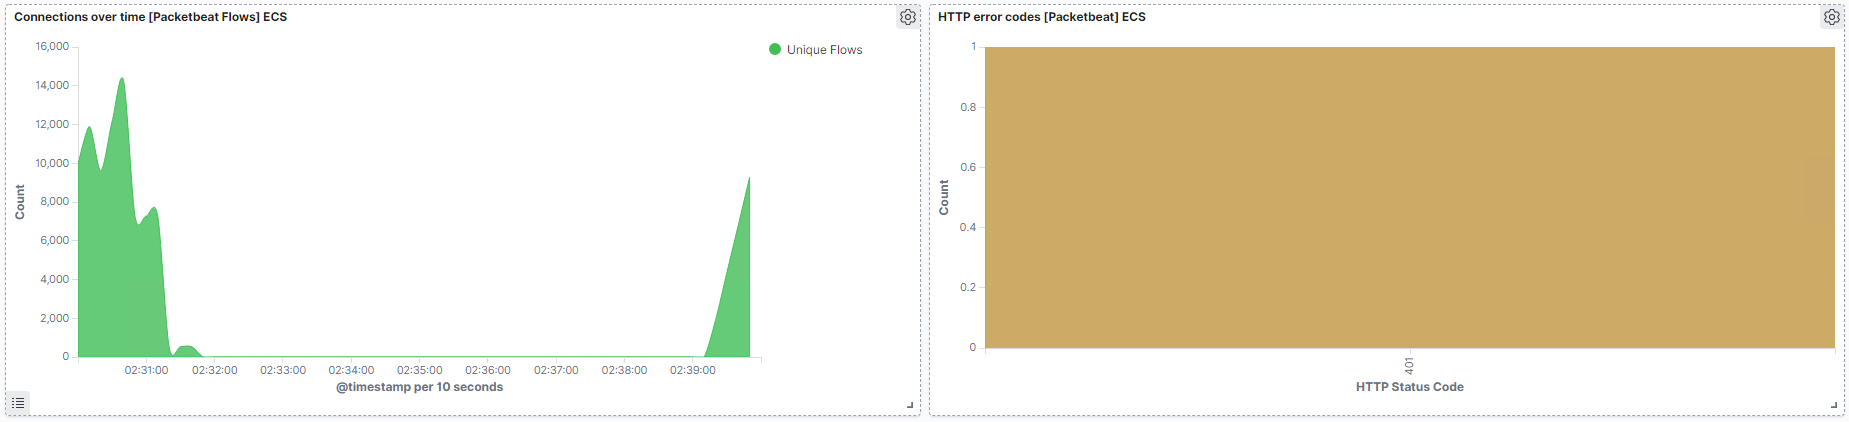 Connections over time [Packetbeat Flows] ECS
Unique Flows
16,000
14,000
12,000
10,000
8,000
6,000
4,000
2,000
0
Count
02:31:00 02:32:00 02:33:00 02:34:00 02:35:00 02:36:00 02:37:00 02:38:00 02:39:00
@timestamp per 10 seconds
HTTP error codes [Packetbeat] ECS
1
0.8
0.6
0.4
0.2
0
Count
401
HTTP Status Code